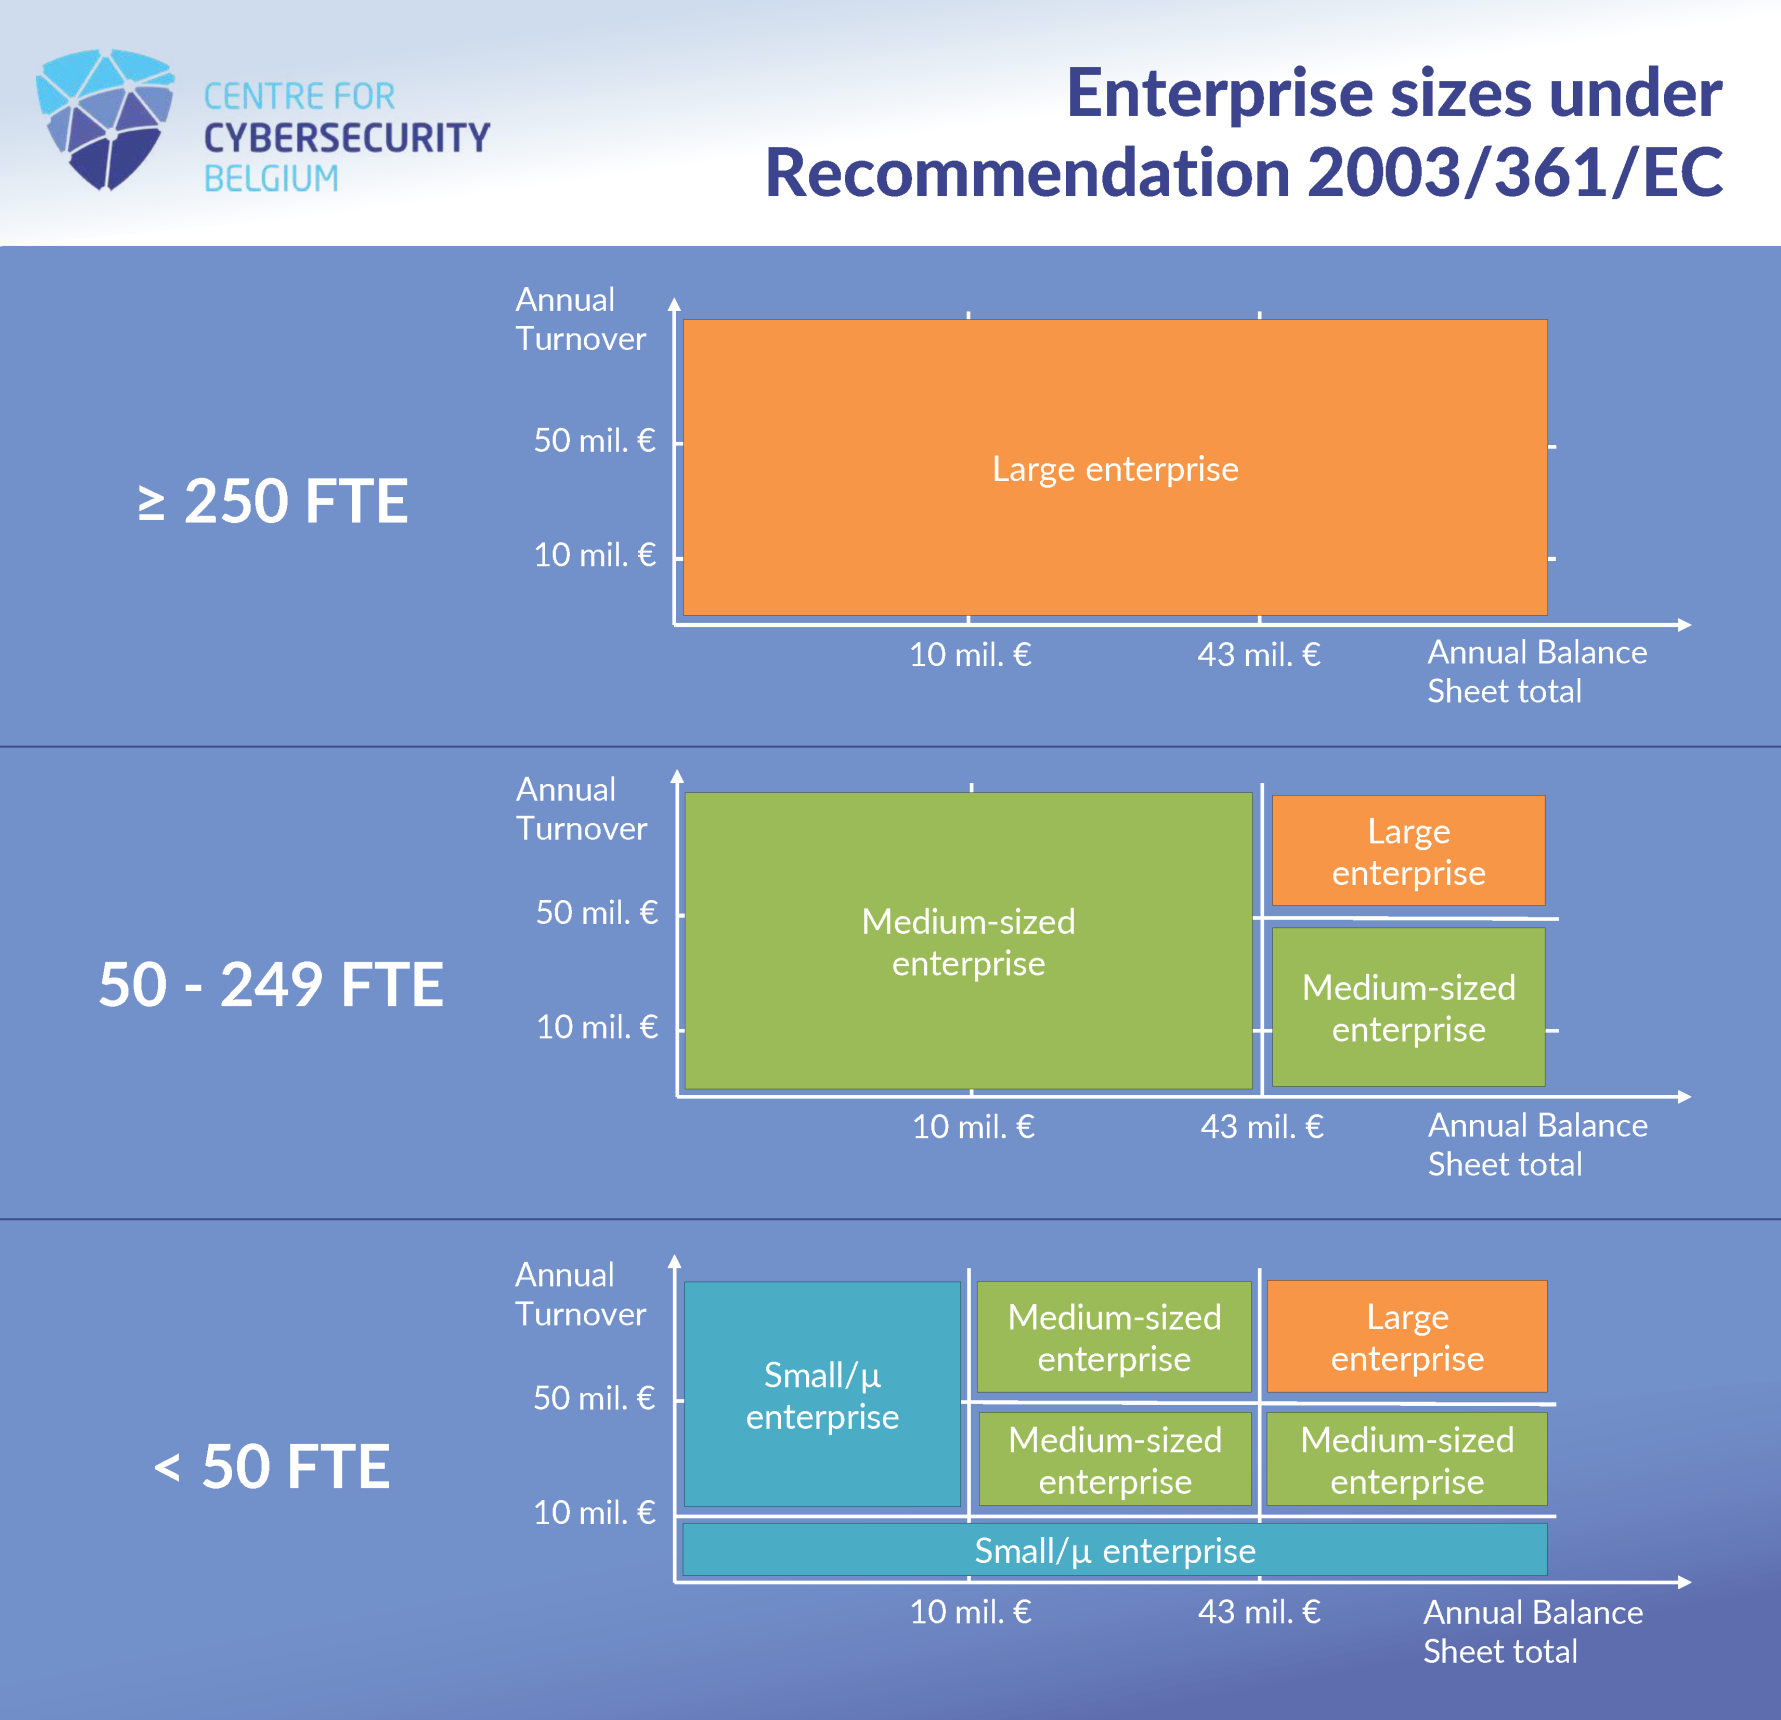 CENTRE FOR
CYBERSECURITY
BELGIUM
Enterprise sizes under
Recommendation 2003/361/EC
≥ 250 FTE
Annual
Turnover
50 mil. €
10 mil. €
Large enterprise
10 mil. €
43 mil. €
Annual Balance
Sheet total
50 - 249 FTE
Annual
Turnover
50 mil. €
10 mil. €
Medium-sized
enterprise
Large
enterprise
Medium-sized
enterprise
10 mil. €
43 mil. €
Annual Balance
Sheet total
< 50 FTE
Annual
Turnover
50 mil. €
10 mil. €
Small/μ
enterprise
Medium-sized
enterprise
Large
enterprise
Medium-sized
enterprise
Medium-sized
enterprise
Small/μ enterprise
10 mil. €
43 mil. €
Annual Balance
Sheet total